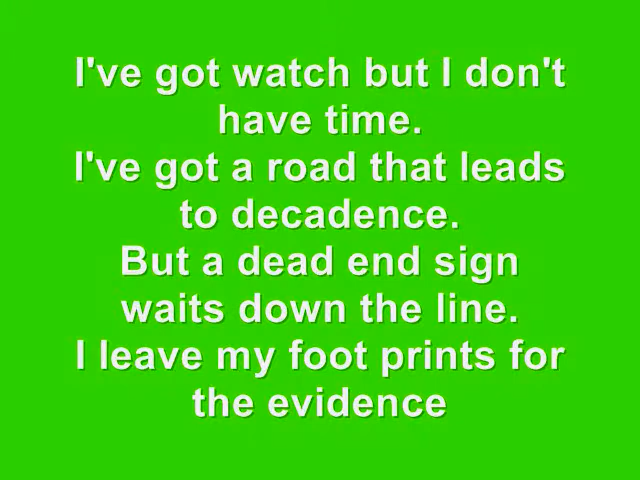 I've got watch but I don't
have time.
I've got a road that leads
to decadence.
But a dead end sign
waits down the line.
I leave my foot prints for
the evidence